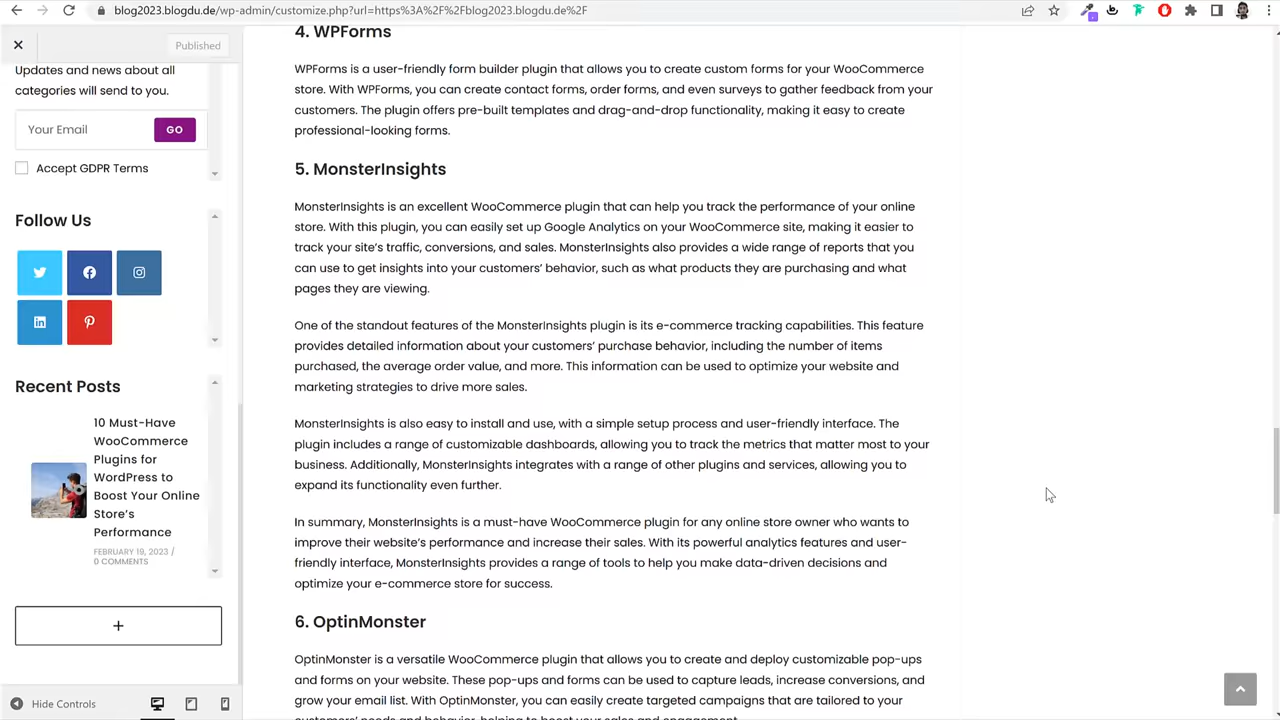 blog2023.blogdu.de/wp-admin/customize.php?url=https%3A%2F%2Fblog2023.blogdu.de%2F
Published
Updates and news about all
categories will send to you.
Your Email
GO
Accept GDPR Terms
Follow Us
Recent Posts
10 Must-Have
WooCommerce
Plugins for
WordPress to
Boost Your Online
Store's
Performance
FEBRUARY 19, 2023 /
0 COMMENTS
Hide Controls
4. WPForms
WPForms is a user-friendly form builder plugin that allows you to create custom forms for your WooCommerce
store. With WPForms, you can create contact forms, order forms, and even surveys to gather feedback from your
customers. The plugin offers pre-built templates and drag-and-drop functionality, making it easy to create
professional-looking forms.
5. MonsterInsights
MonsterInsights is an excellent WooCommerce plugin that can help you track the performance of your online
store. With this plugin, you can easily set up Google Analytics on your WooCommerce site, making it easier to
track your site's traffic, conversions, and sales. MonsterInsights also provides a wide range of reports that you
can use to get insights into your customers' behavior, such as what products they are purchasing and what
pages they are viewing.
One of the standout features of the MonsterInsights plugin is its e-commerce tracking capabilities. This feature
provides detailed information about your customers' purchase behavior, including the number of items
purchased, the average order value, and more. This information can be used to optimize your website and
marketing strategies to drive more sales.
MonsterInsights is also easy to install and use, with a simple setup process and user-friendly interface. The
plugin includes a range of customizable dashboards, allowing you to track the metrics that matter most to your
business. Additionally, MonsterInsights integrates with a range of other plugins and services, allowing you to
expand its functionality even further.
In summary, MonsterInsights is a must-have WooCommerce plugin for any online store owner who wants to
improve their website's performance and increase their sales. With its powerful analytics features and user-
friendly interface, MonsterInsights provides a range of tools to help you make data-driven decisions and
optimize your e-commerce store for success.
6. OptinMonster
OptinMonster is a versatile WooCommerce plugin that allows you to create and deploy customizable pop-ups
and forms on your website. These pop-ups and forms can be used to capture leads, increase conversions, and
grow your email list. With OptinMonster, you can easily create targeted campaigns that are tailored to your
customers' needs and behavior, helping to boost your sales and engagement.